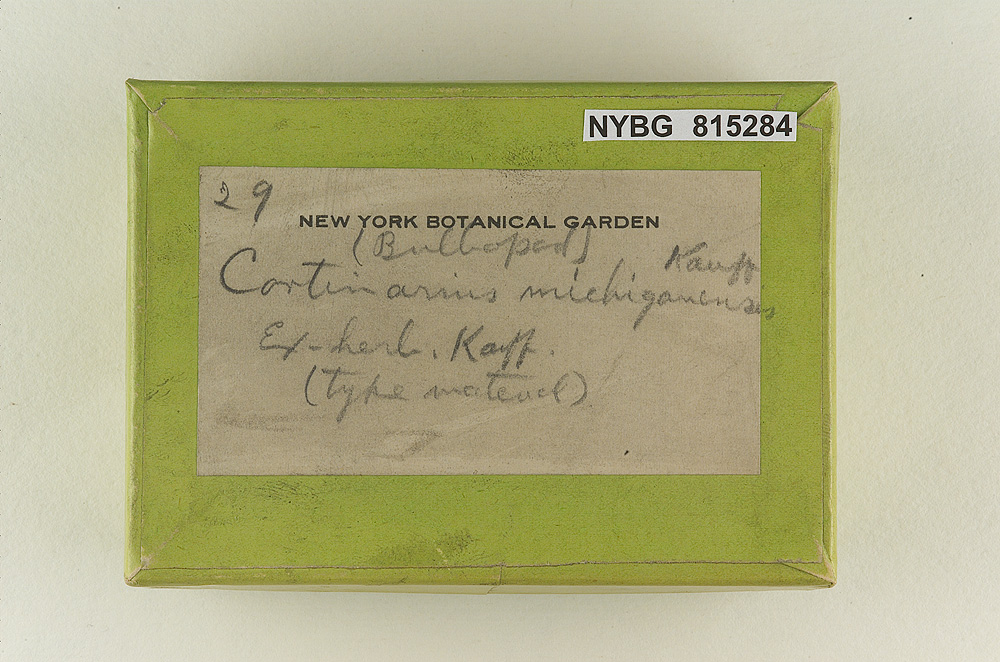 NYBG 815284
29
NEW YORK BOTANICAL GARDEN
(Bulbopod)
Kauff
Cortinarius michiganensis
Ex-herb. Kauff.
(type material)